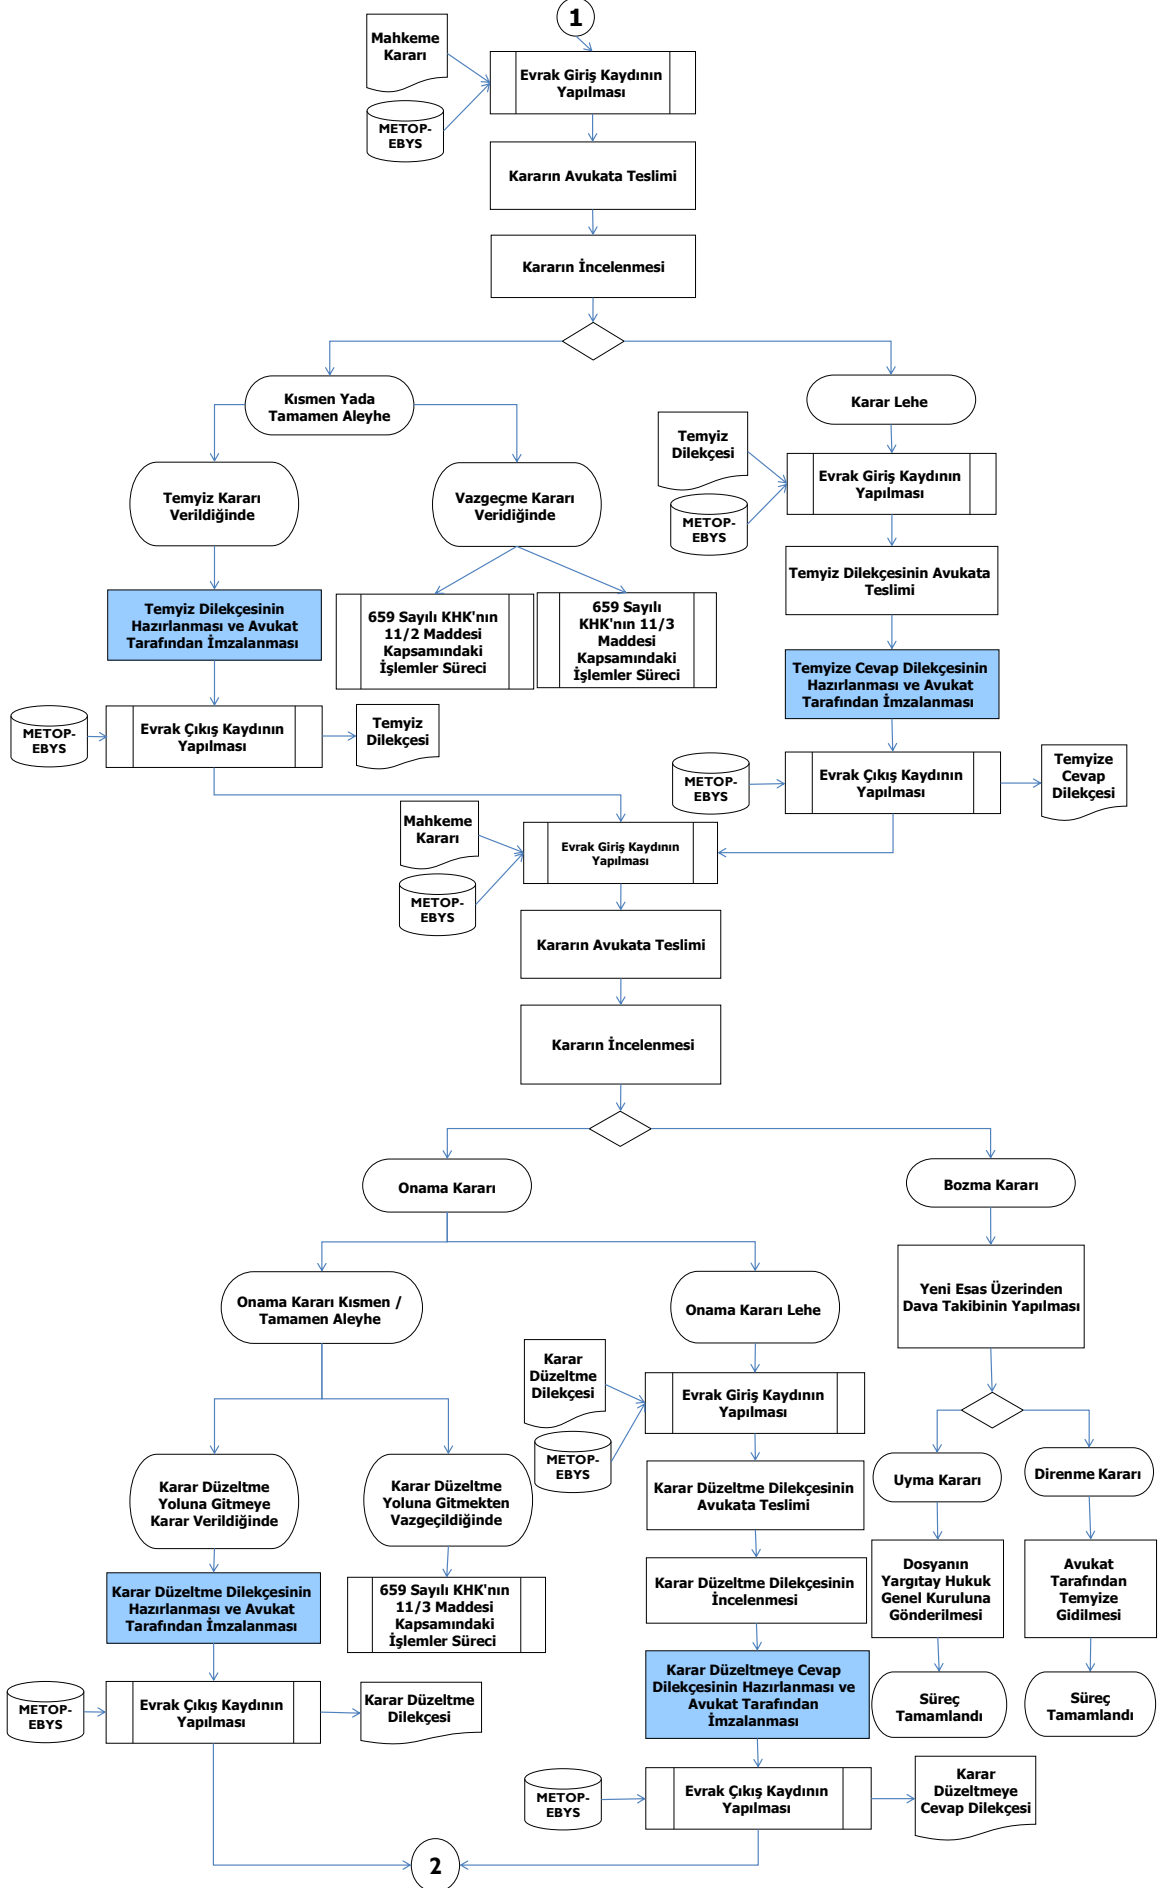 1
Mahkeme
Kararı
METOP-
EBYS
Evrak Giriş Kaydının
Yapılması
Kararın Avukata Teslimi
Kararın İncelenmesi
Kısmen Yada
Tamamen Aleyhe
Karar Lehe
Temyiz Kararı
Verildiğinde
Vazgeçme Kararı
Veridiğinde
Temyiz
Dilekçesi
METOP-
EBYS
Evrak Giriş Kaydının
Yapılması
Temyiz Dilekçesinin Avukata
Teslimi
Temyiz Dilekçesinin
Hazırlanması ve Avukat
Tarafından İmzalanması
659 Sayılı KHK'nın
11/2 Maddesi
Kapsamındaki
İşlemler Süreci
659 Sayılı
KHK'nın 11/3
Maddesi
Kapsamındaki
İşlemler Süreci
Temyize Cevap Dilekçesinin
Hazırlanması ve Avukat
Tarafından İmzalanması
METOP-
EBYS
Evrak Çıkış Kaydının
Yapılması
Temyiz
Dilekçesi
METOP-
EBYS
Evrak Çıkış Kaydının
Yapılması
Temyize
Cevap
Dilekçesi
Mahkeme
Kararı
METOP-
EBYS
Evrak Giriş Kaydının
Yapılması
Kararın Avukata Teslimi
Kararın İncelenmesi
Onama Kararı
Bozma Kararı
Onama Kararı Kısmen /
Tamamen Aleyhe
Onama Kararı Lehe
Yeni Esas Üzerinden
Dava Takibinin Yapılması
Karar
Düzeltme
Dilekçesi
METOP-
EBYS
Evrak Giriş Kaydının
Yapılması
Karar Düzeltme
Yoluna Gitmeye
Karar Verildiğinde
Karar Düzeltme
Yoluna Gitmekten
Vazgeçildiğinde
Karar Düzeltme Dilekçesinin
Avukata Teslimi
Uyma Kararı
Direnme Kararı
Karar Düzeltme Dilekçesinin
Hazırlanması ve Avukat
Tarafından İmzalanması
659 Sayılı KHK'nın
11/3 Maddesi
Kapsamındaki
İşlemler Süreci
Karar Düzeltme Dilekçesinin
İncelenmesi
Dosyanın
Yargıtay Hukuk
Genel Kuruluna
Gönderilmesi
Avukat
Tarafından
Temyize
Gidilmesi
METOP-
EBYS
Evrak Çıkış Kaydının
Yapılması
Karar Düzeltme
Dilekçesi
Karar Düzeltmeye Cevap
Dilekçesinin Hazırlanması ve
Avukat Tarafından
İmzalanması
Süreç
Tamamlandı
Süreç
Tamamlandı
METOP-
EBYS
Evrak Çıkış Kaydının
Yapılması
Karar
Düzeltmeye
Cevap Dilekçesi
2